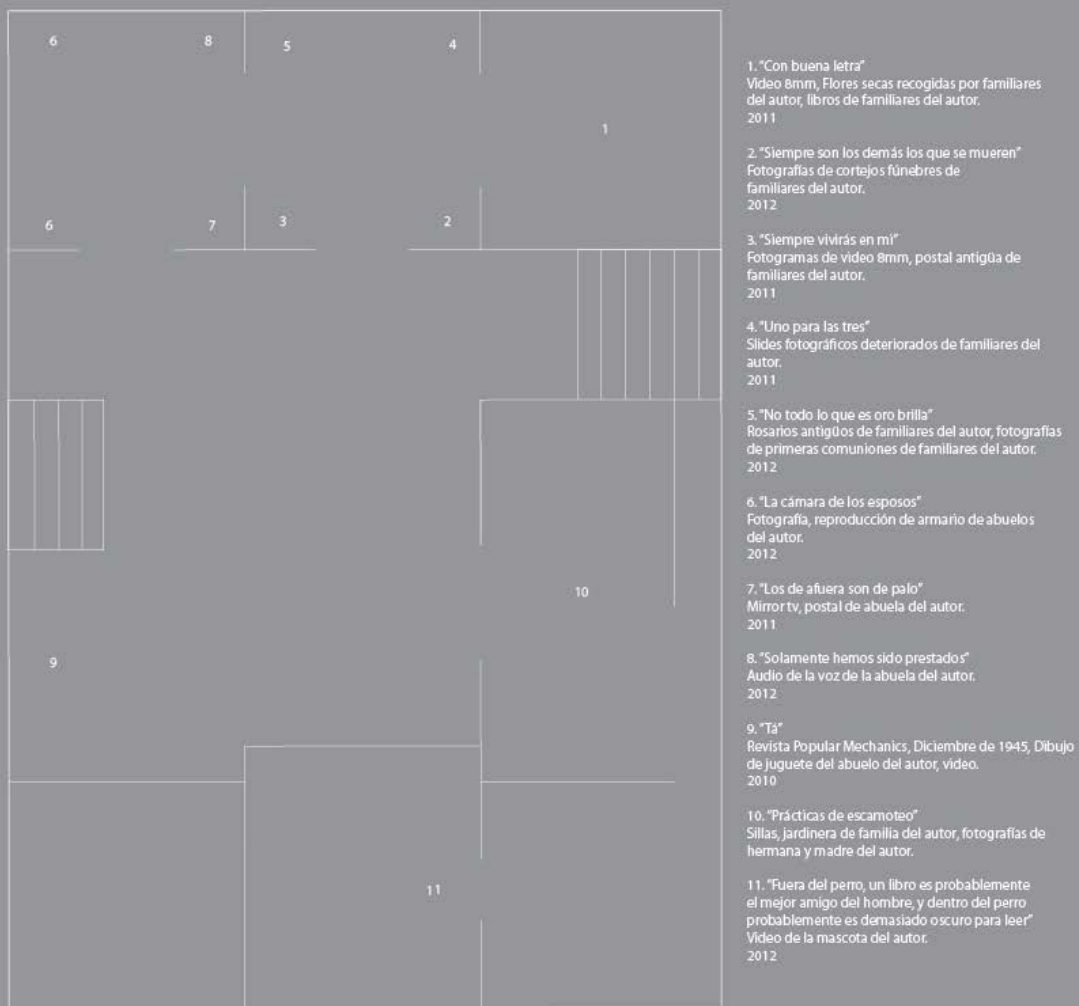 6
8
5
4
1
6
7
3
2
10
9
11
1. "Con buena letra"
Video 8mm, Flores secas recogidas por familiares
del autor, libros de familiares del autor.
2011
2. "Siempre son los demás los que se mueren"
Fotografías de cortejos fúnebres de
familiares del autor.
2012
3. "Siempre vivirás en mi"
Fotogramas de video 8mm, postal antigüa de
familiares del autor.
2011
4. "Uno para las tres"
Slides fotográficos deteriorados de familiares del
autor.
2011
5. "No todo lo que es oro brilla"
Rosarios antigüos de familiares del autor, fotografías
de primeras comuniones de familiares del autor.
2012
6. "La cámara de los esposos"
Fotografía, reproducción de armario de abuelos
del autor.
2012
7. "Los de afuera son de palo"
Mirror tv, postal de abuela del autor.
2011
8. "Solamente hemos sido prestados"
Audio de la voz de la abuela del autor.
2012
9. "Tá"
Revista Popular Mechanics, Diciembre de 1945, Dibujo
de juguete del abuelo del autor, video.
2010
10. "Prácticas de escamoteo"
Sillas, jardinera de familia del autor, fotografías de
hermana y madre del autor.
11. "Fuera del perro, un libro es probablemente
el mejor amigo del hombre, y dentro del perro
probablemente es demasiado oscuro para leer"
Video de la mascota del autor.
2012